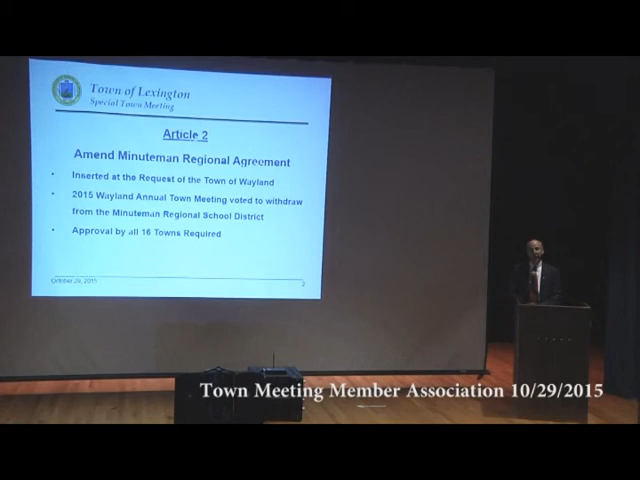 Town of Lexington
Special Town Meeting
Article 2
Amend Minuteman Regional Agreement
• Inserted at the Request of the Town of Wayland
• 2015 Wayland Annual Town Meeting voted to withdraw
from the Minuteman Regional School District
• Approval by all 16 Towns Required
October 29, 2015
2
Town Meeting Member Association 10/29/2015